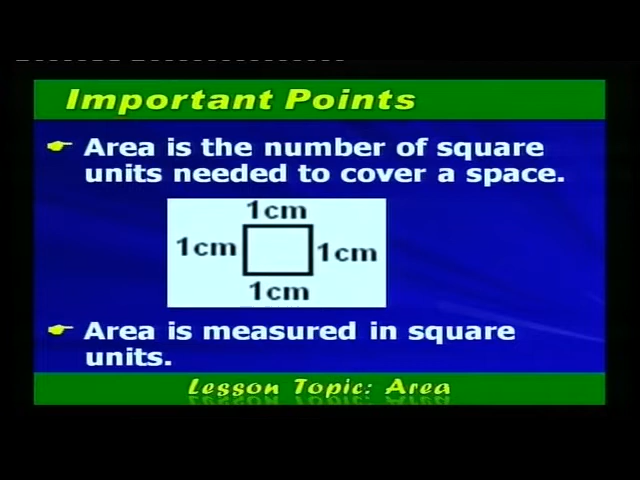 Important Points
Area is the number of square
units needed to cover a space.
1cm
1cm
1cm
1cm
Area is measured in square
units.
Lesson Topic: Area